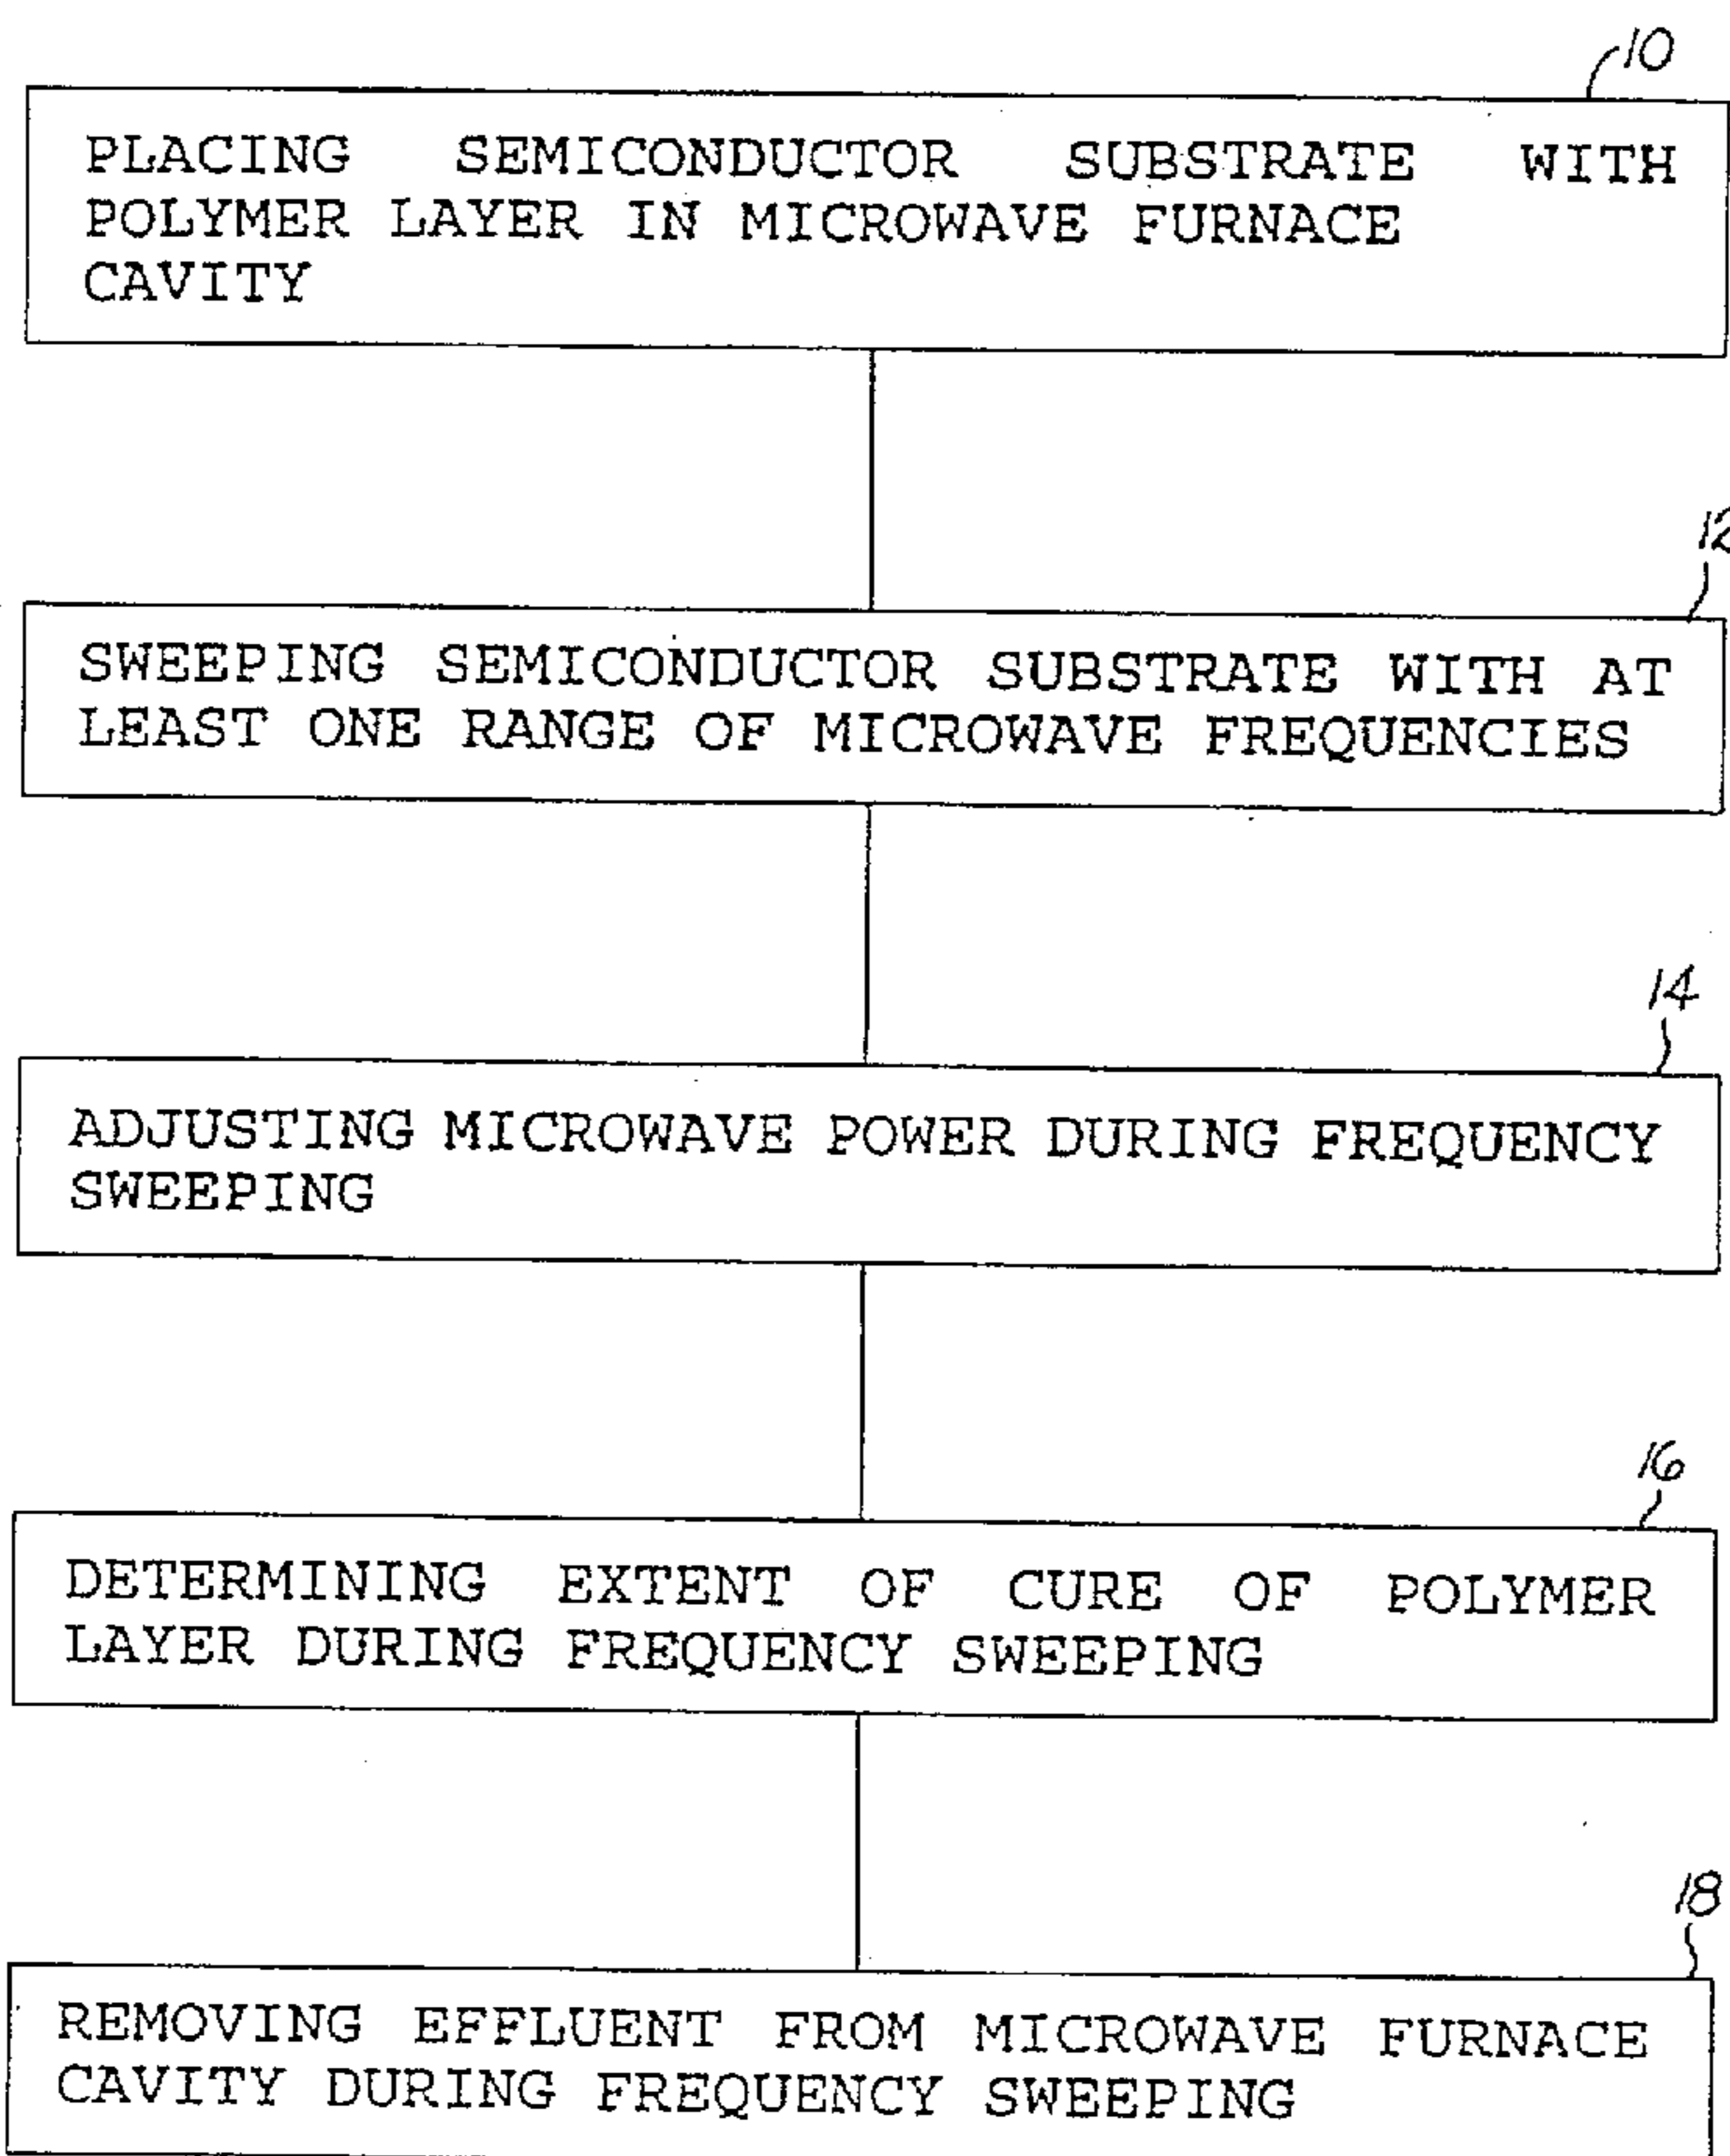 10
PLACING SEMICONDUCTOR SUBSTRATE WITH
POLYMER LAYER IN MICROWAVE FURNACE
CAVITY
12
SWEEPING SEMICONDUCTOR SUBSTRATE WITH AT
LEAST ONE RANGE OF MICROWAVE FREQUENCIES
14
ADJUSTING MICROWAVE POWER DURING FREQUENCY
SWEEPING
16
DETERMINING EXTENT OF CURE OF POLYMER
LAYER DURING FREQUENCY SWEEPING
18
REMOVING EFFLUENT FROM MICROWAVE FURNACE
CAVITY DURING FREQUENCY SWEEPING